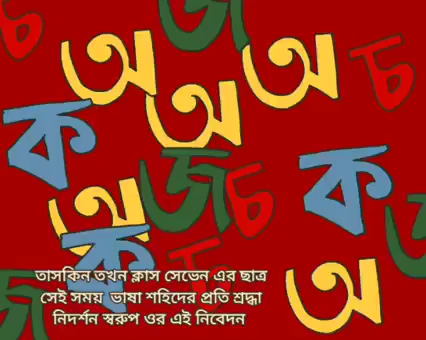 চ জ
অ অ চ
ক অ
জ চ ক
অ
ক চ জ
অ
জ
তাসকিন তখন ক্লাস সেভেন এর ছাত্র
সেই সময় ভাষা শহিদের প্রতি শ্রদ্ধা
নিদর্শন স্বরুপ ওর এই নিবেদন